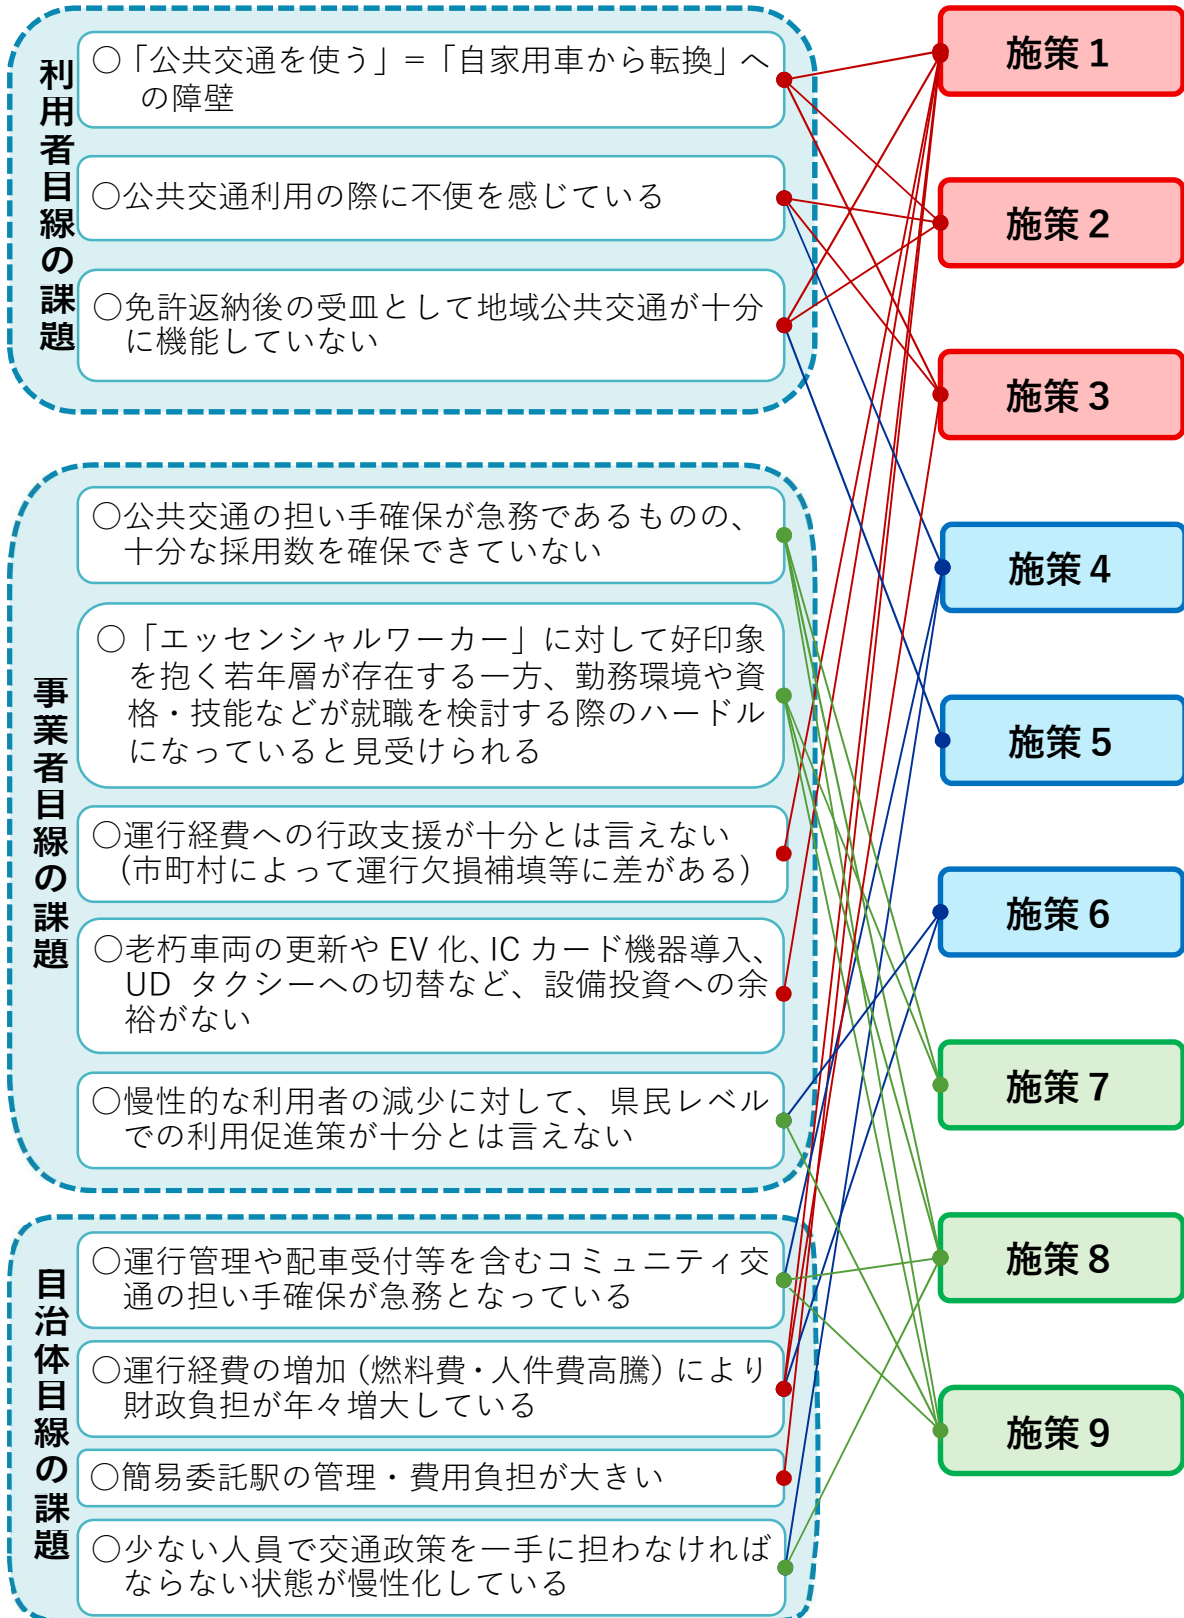 利用者目線の課題
○「公共交通を使う」=「自家用車から転換」へ
の障壁
○公共交通利用の際に不便を感じている
○免許返納後の受皿として地域公共交通が十分
に機能していない
事業者目線の課題
○公共交通の担い手確保が急務であるものの、
十分な採用数を確保できていない
○「エッセンシャルワーカー」に対して好印象
を抱く若年層が存在する一方、勤務環境や資
格・技能などが就職を検討する際のハードル
になっていると見受けられる
○運行経費への行政支援が十分とは言えない
(市町村によって運行欠損補填等に差がある)
○老朽車両の更新や EV 化、IC カード機器導入、
UD タクシーへの切替など、設備投資への余
裕がない
○慢性的な利用者の減少に対して、県民レベル
での利用促進策が十分とは言えない
自治体目線の課題
○運行管理や配車受付等を含むコミュニティ交
通の担い手確保が急務となっている
○運行経費の増加(燃料費・人件費高騰)により
財政負担が年々増大している
○簡易委託駅の管理・費用負担が大きい
○少ない人員で交通政策を一手に担わなければ
ならない状態が慢性化している
施策1
施策2
施策3
施策4
施策5
施策6
施策7
施策8
施策9